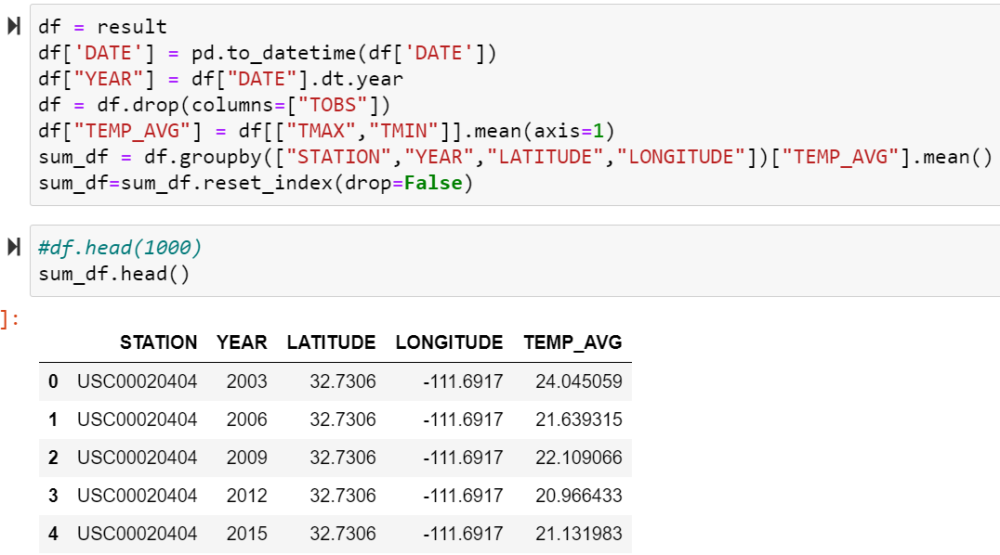 df = result
df['DATE'] = pd.to_datetime(df['DATE'])
df["YEAR"] = df["DATE"].dt.year
df = df.drop(columns=["TOBS"])
df["TEMP_AVG"] = df[["TMAX","TMIN"]].mean(axis=1)
sum_df = df.groupby(["STATION","YEAR","LATITUDE","LONGITUDE"])["TEMP_AVG"].mean()
sum_df=sum_df.reset_index(drop=False)
#df.head(1000)
sum_df.head()
]:
STATION YEAR LATITUDE LONGITUDE TEMP_AVG
0 USC00020404 2003 32.7306 -111.6917 24.045059
1 USC00020404 2006 32.7306 -111.6917 21.639315
2 USC00020404 2009 32.7306 -111.6917 22.109066
3 USC00020404 2012 32.7306 -111.6917 20.966433
4 USC00020404 2015 32.7306 -111.6917 21.131983